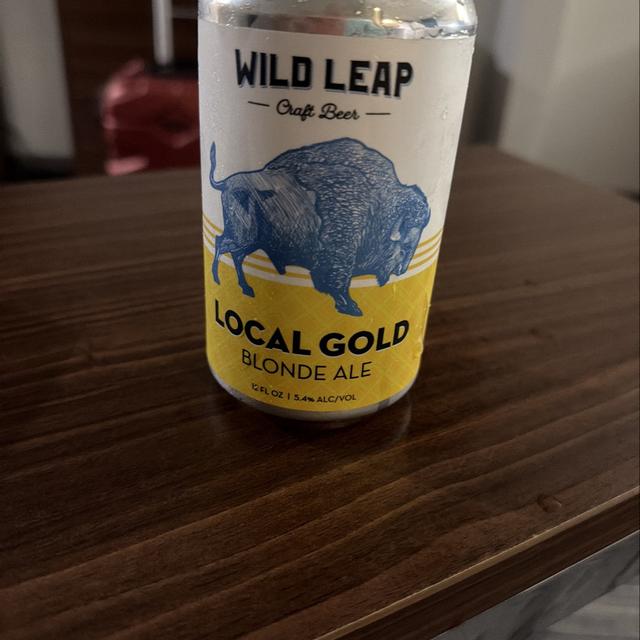 WILD LEAP
Craft Beer
LOCAL GOLD
BLONDE ALE
12 FL OZ | 5.4% ALC/VOL